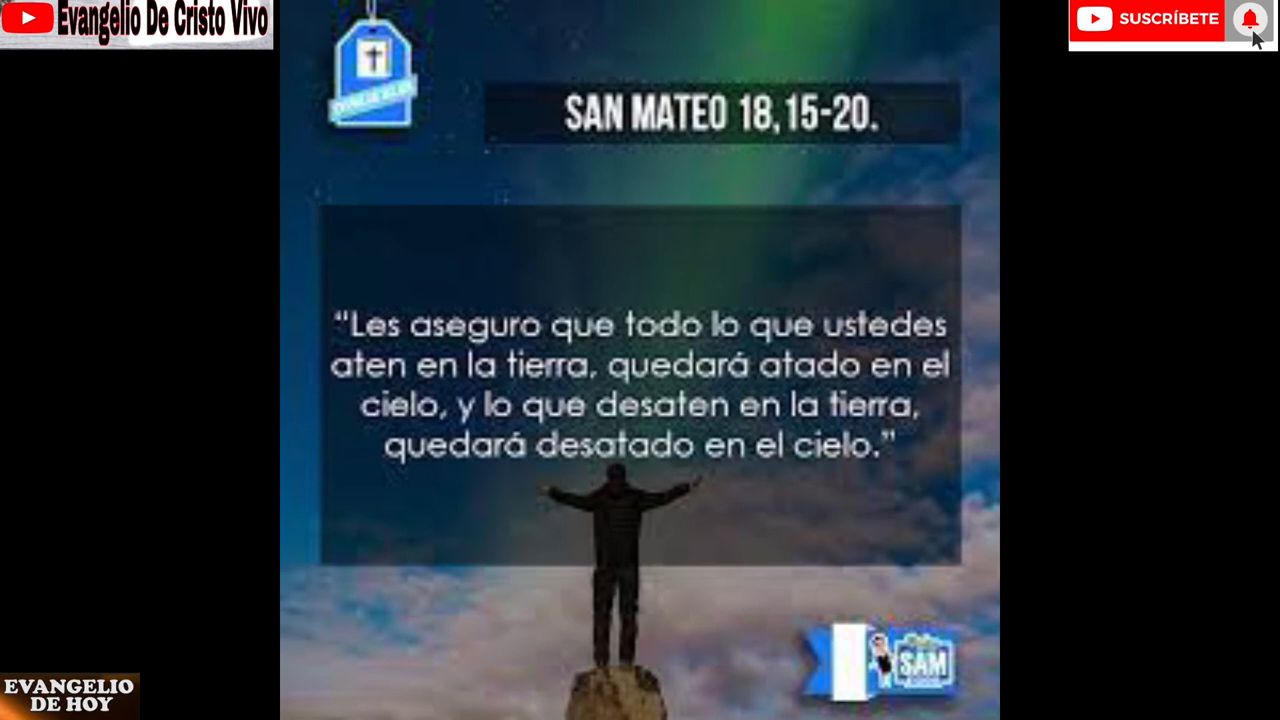 Evangelio De Cristo Vivo
SUSCRÍBETE
SAN MATEO 18,15-20.
“Les aseguro que todo lo que ustedes
aten en la tierra, quedará atado en el
cielo, y lo que desaten en la tierra,
quedará desatado en el cielo.”
SAM
EVANGELIO
DE HOY